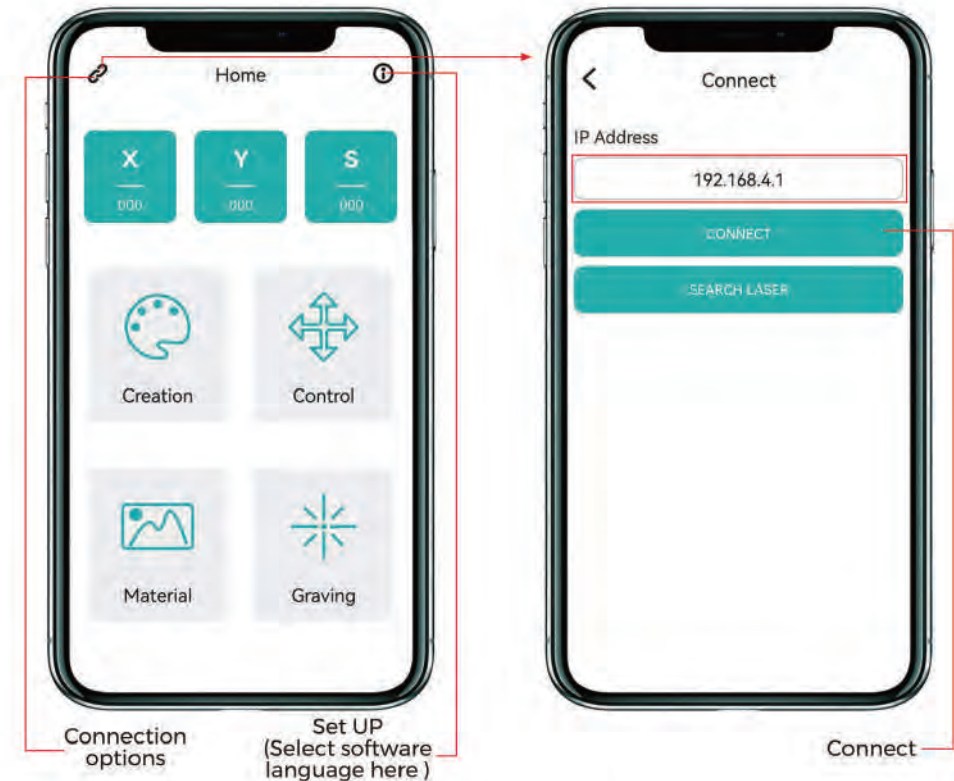 Home
X
Y
S
000
000
000
Creation
Control
Material
Graving
Connection
options
Set UP
(Select software
language here )
Connect
IP Address
192.168.4.1
CONNECT
SEARCH LASER
Connect